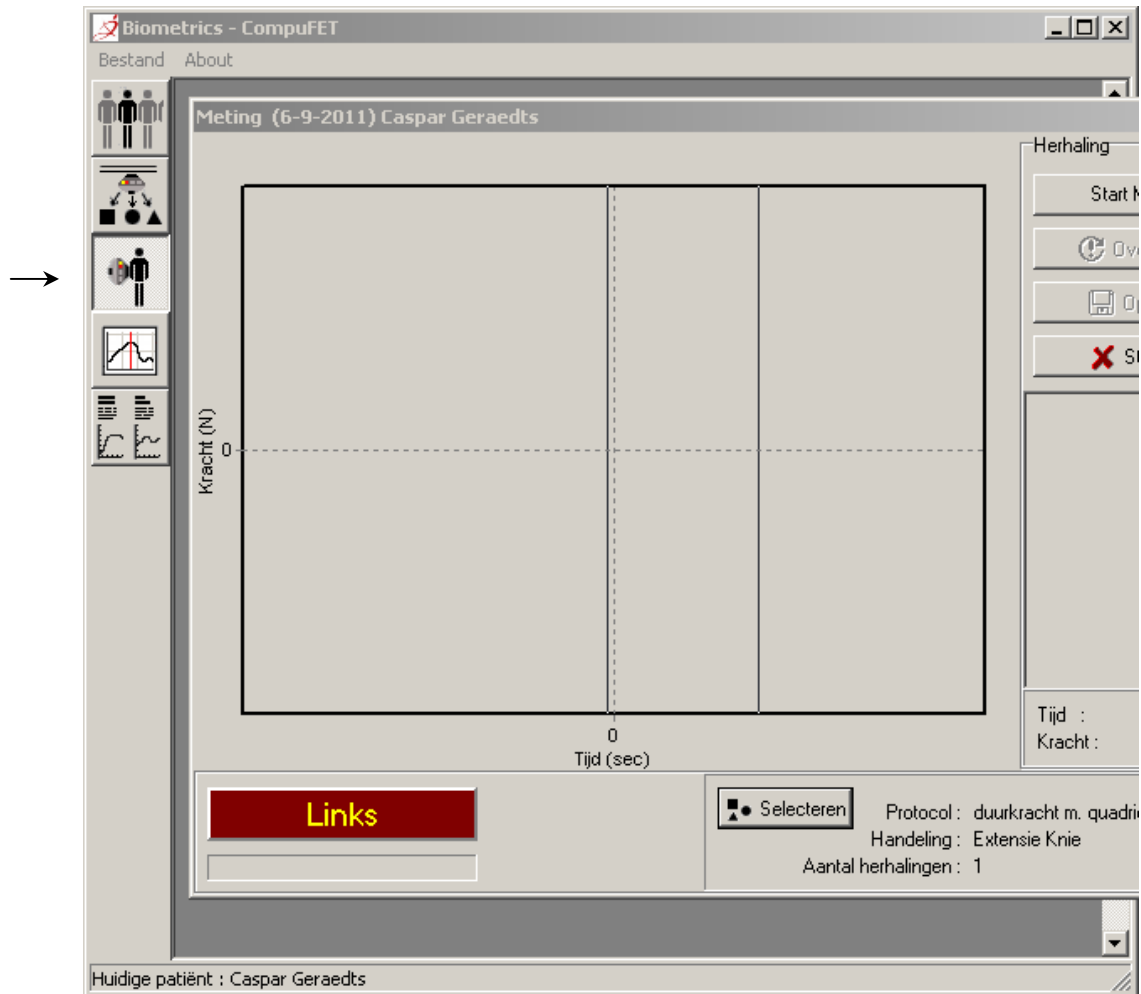 Biometrics - CompuFET
Bestand About
Meting (6-9-2011) Caspar Geraedts
Herhaling
Start
Kracht (N)
0
0
Tijd (sec)
Tijd :
Kracht :
Links
Selecteren
Protocol : duurkracht m.
Handeling : Extensie Knie
Aantal herhalingen : 1
Huidige patiënt : Caspar Geraedts